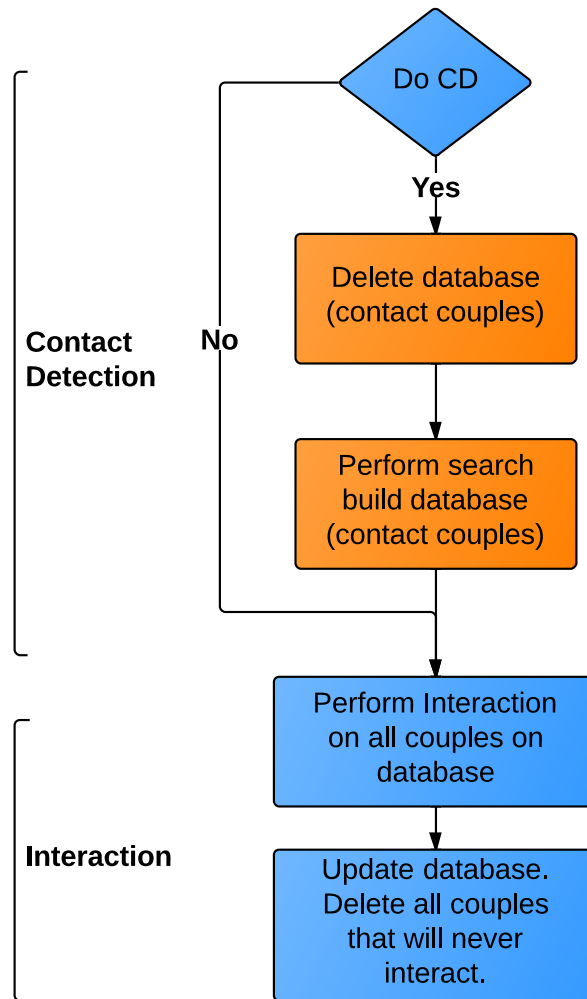 Do CD
Yes
Delete database
(contact couples)
Contact
Detection
No
Perform search
build database
(contact couples)
Perform Interaction
on all couples on
database
Interaction
Update database.
Delete all couples
that will never
interact.